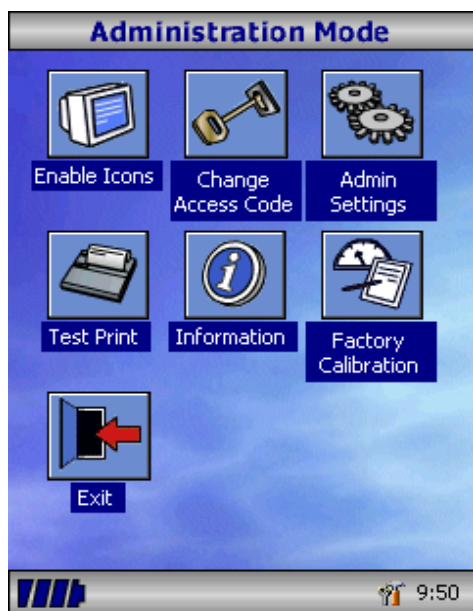 Administration Mode
Enable Icons
Change
Access Code
Admin
Settings
Test Print
Information
Factory
Calibration
Exit
9:50